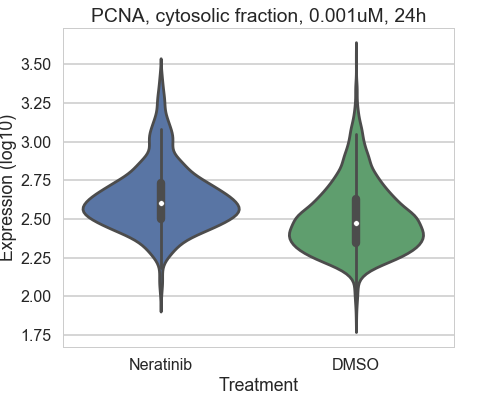 PCNA, cytosolic fraction, 0.001uM, 24h
Expression (log10)
3.50
3.25
3.00
2.75
2.50
2.25
2.00
1.75
Neratinib DMSO
Treatment